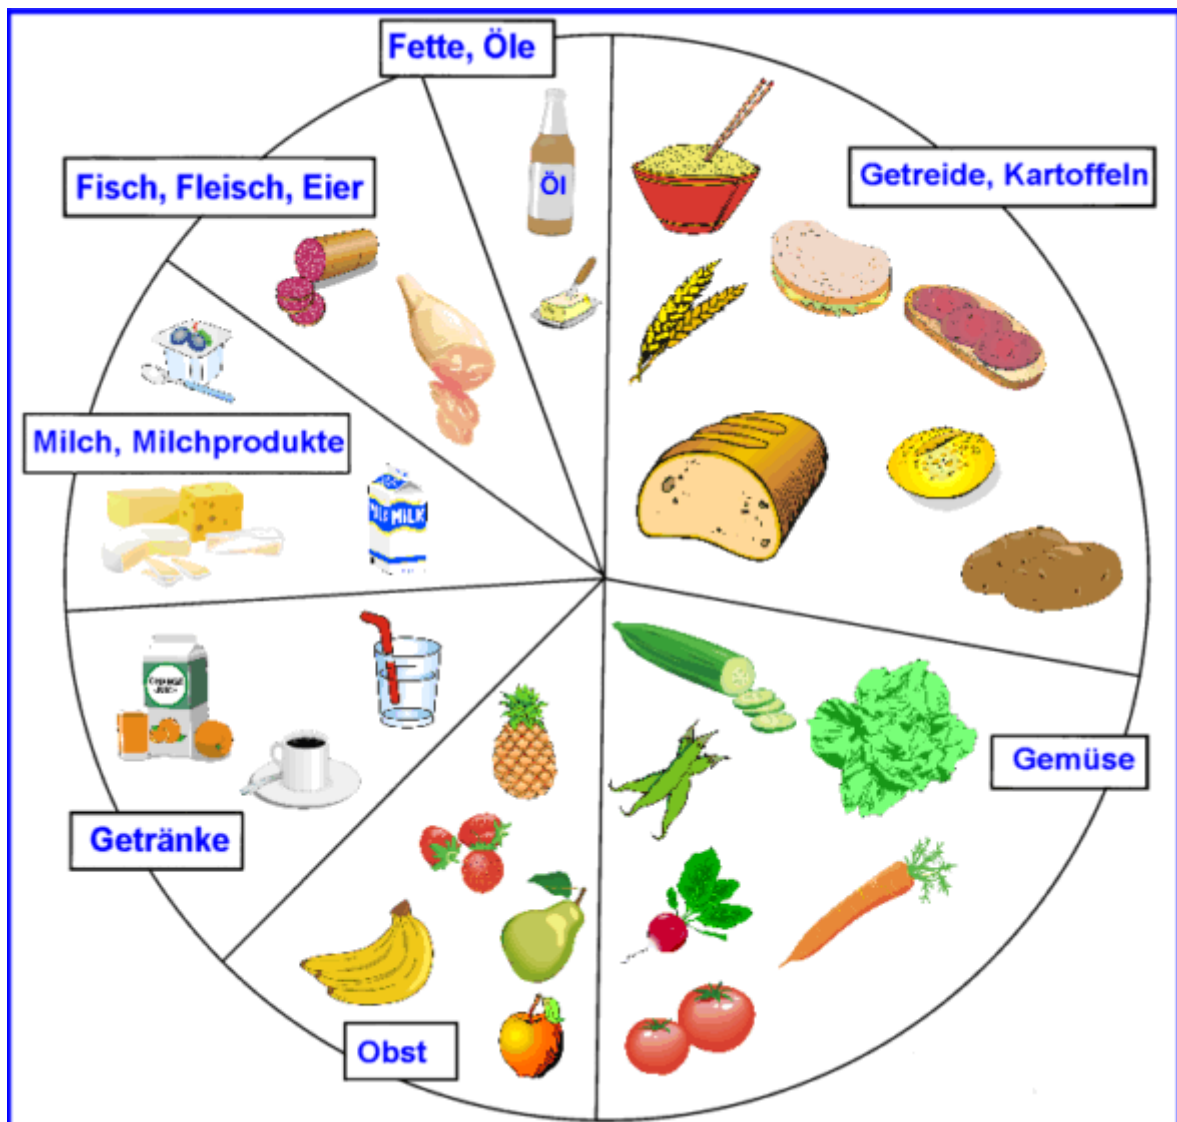 Fette, Öle
Fisch, Fleisch, Eier
Getreide, Kartoffeln
Öl
Milch, Milchprodukte
MILK
Gemüse
Getränke
Obst